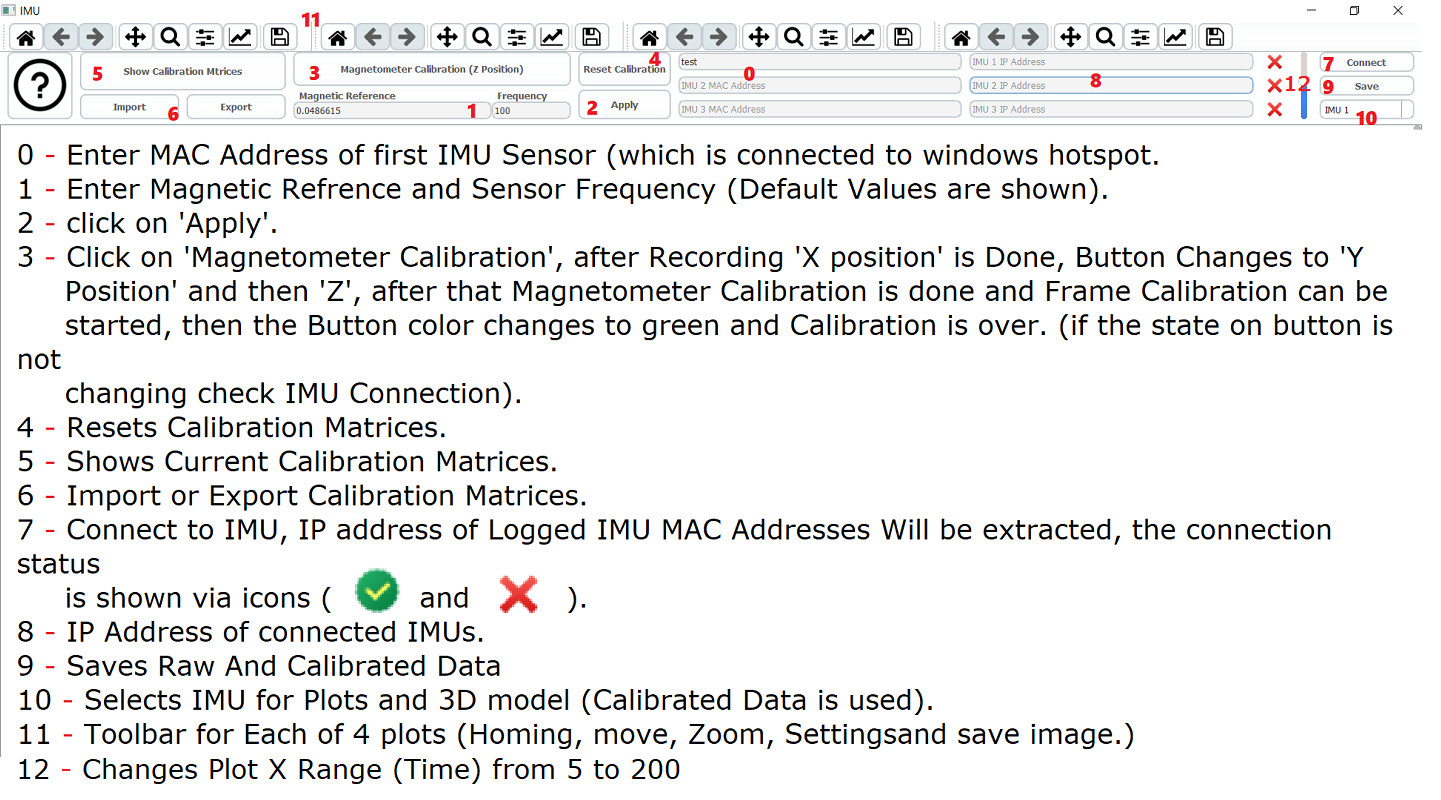 IMU
11
5 Show Calibration Mtrices
3 Magnetometer Calibration (Z Position)
Reset Calibration 4
test
0
IMU 1 IP Address
7 Connect
IMU 2 MAC Address
IMU 2 IP Address
8
12
9 Save
Import 6
Export
Magnetic Reference
Frequency
0.0486615 1
100
2 Apply
IMU 3 MAC Address
IMU 3 IP Address
IMU 1
10
0 - Enter MAC Address of first IMU Sensor (which is connected to windows hotspot.
1 - Enter Magnetic Refrence and Sensor Frequency (Default Values are shown).
2 - click on 'Apply'.
3 - Click on 'Magnetometer Calibration', after Recording 'X position' is Done, Button Changes to 'Y
Position' and then 'Z', after that Magnetometer Calibration is done and Frame Calibration can be
started, then the Button color changes to green and Calibration is over. (if the state on button is
not
changing check IMU Connection).
4 - Resets Calibration Matrices.
5 - Shows Current Calibration Matrices.
6 - Import or Export Calibration Matrices.
7 - Connect to IMU, IP address of Logged IMU MAC Addresses Will be extracted, the connection
status
is shown via icons ( and ).
8 - IP Address of connected IMUs.
9 - Saves Raw And Calibrated Data
10 - Selects IMU for Plots and 3D model (Calibrated Data is used).
11 - Toolbar for Each of 4 plots (Homing, move, Zoom, Settingsand save image.)
12 - Changes Plot X Range (Time) from 5 to 200